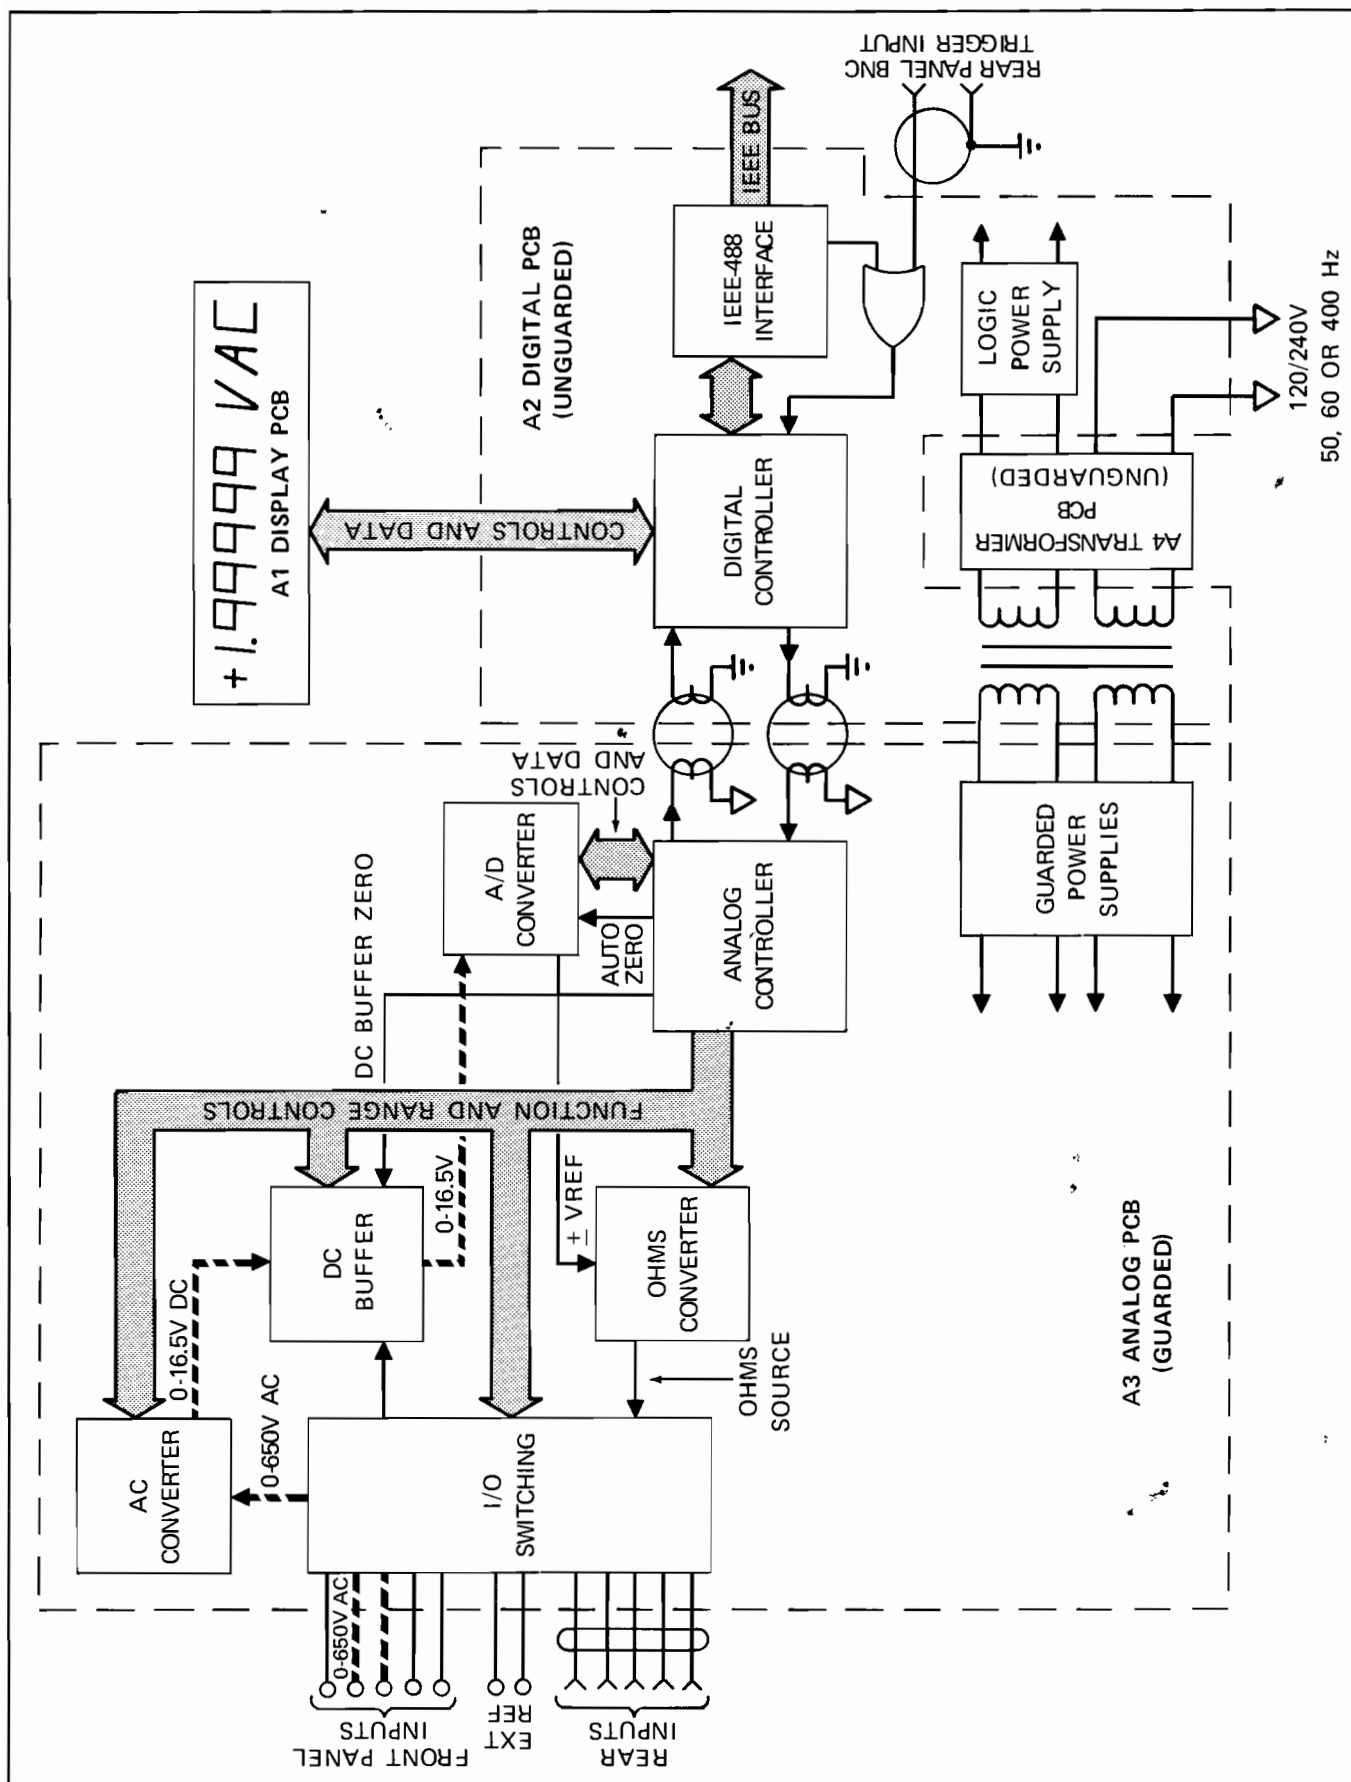 +1.999999 VAC
A1 DISPLAY PCB
0-650V AC
FRONT PANEL
INPUTS
EXT
REF
REAR
INPUTS
AC
CONVERTER
0-650V AC
0-16.5V DC
I/O
SWITCHING
DC
BUFFER
0-16.5V
DC BUFFER ZERO
FUNCTION AND RANGE CONTROLS
± VREF
OHMS
CONVERTER
OHMS
SOURCE
A/D
CONVERTER
AUTO
ZERO
CONTROLS
AND DATA
ANALOG
CONTROLLER
A3 ANALOG PCB
(GUARDED)
GUARDED
POWER
SUPPLIES
CONTROLS AND DATA
A2 DIGITAL PCB
(UNGUARDED)
DIGITAL
CONTROLLER
IEEE-488
INTERFACE
IEEE BUS
REAR PANEL BNC
TRIGGER INPUT
A4 TRANSFORMER
PCB
(UNGUARDED)
LOGIC
POWER
SUPPLY
120/240V
50, 60 OR 400 Hz